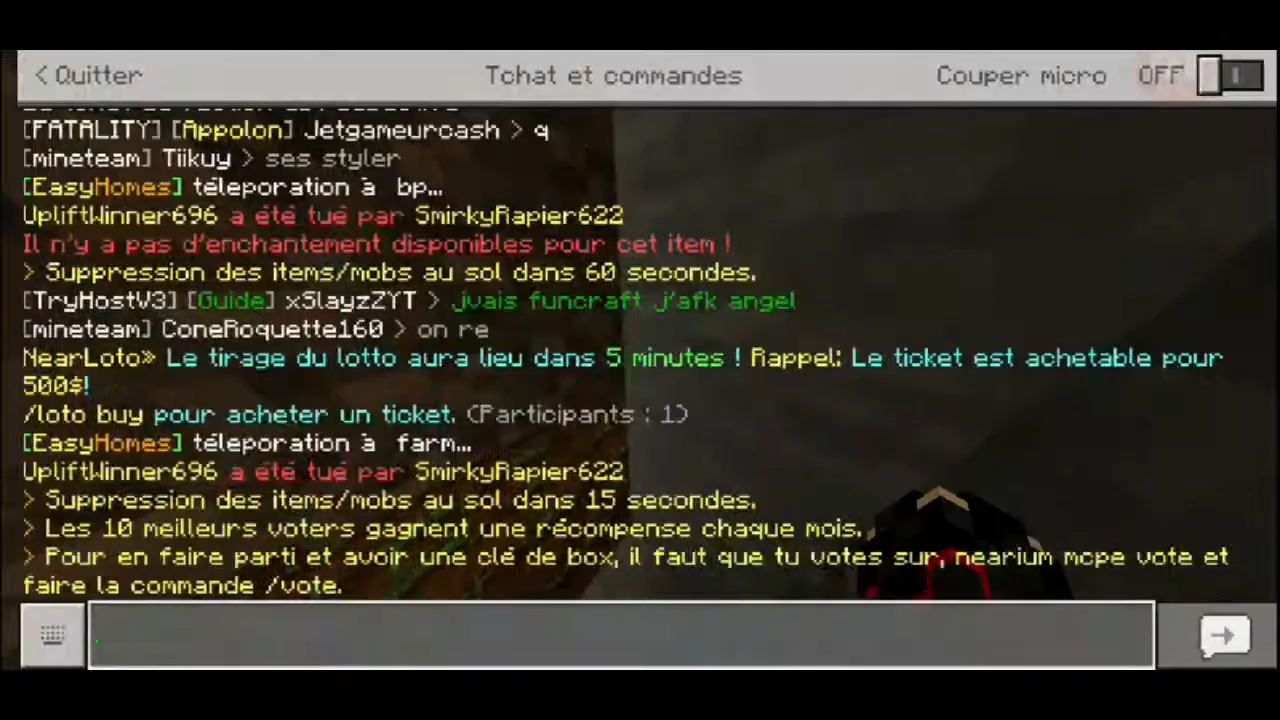 < Quitter
Tchat et commandes
Couper micro OFF
[FATALITY] [Appolon] Jetgameurcash > q
[mineteam] Tiikuy > ses styler
[EasyHomes] téleporation à bp...
UpliftWinner696 a été tué par SmirkyRapier622
Il n'y a pas d'enchantement disponibles pour cet item !
> Suppression des items/mobs au sol dans 60 secondes.
[TryHostV3] [Guide] xSlayzZYT > jvais funcraft j'afk angel
[mineteam] ConeRoquette160 > on re
NearLoto» Le tirage du lotto aura lieu dans 5 minutes ! Rappel: Le ticket est achetable pour
500$!
/loto buy pour acheter un ticket. (Participants : 1)
[EasyHomes] téleporation à farm...
UpliftWinner696 a été tué par SmirkyRapier622
> Suppression des items/mobs au sol dans 15 secondes.
> Les 10 meilleurs voters gagnent une récompense chaque mois.
> Pour en faire parti et avoir une clé de box, il faut que tu votes sur, nearium mcpe vote et
faire la commande /vote.